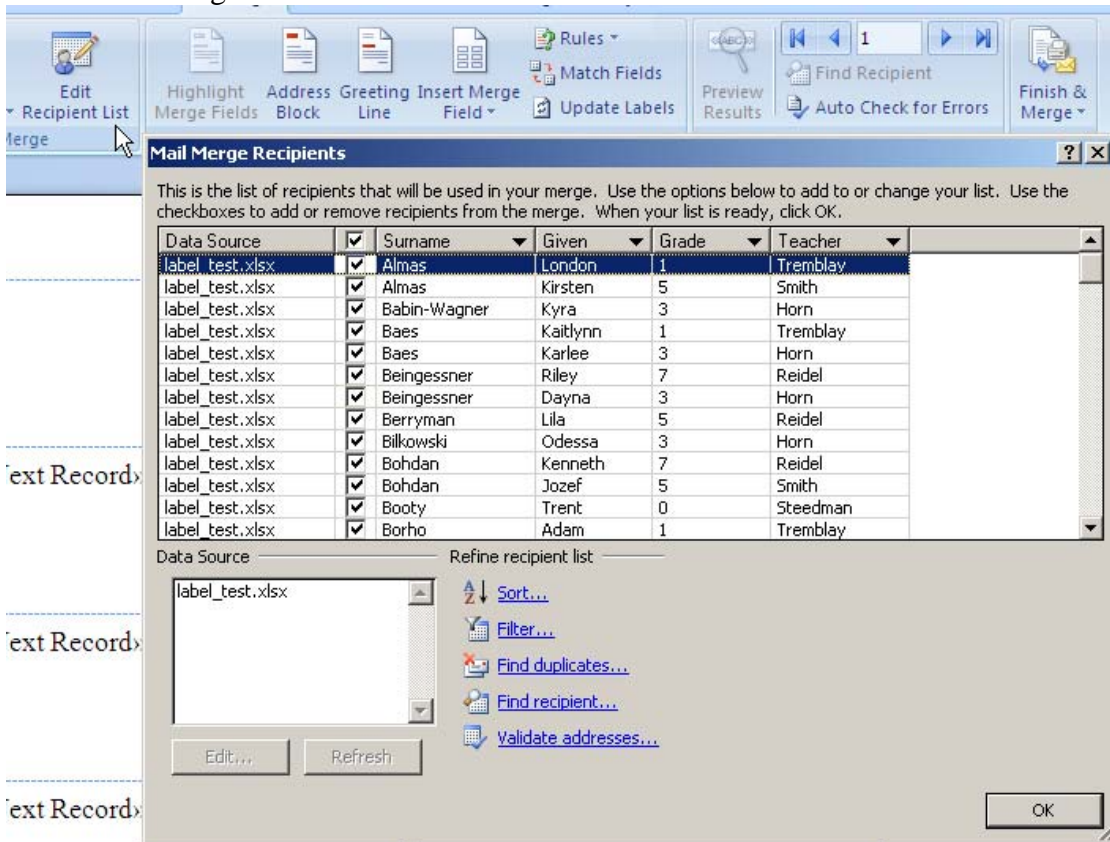 Rules
1
Match Fields
Find Recipient
Edit
Recipient List
Highlight
Merge Fields
Address
Block
Greeting
Line
Insert Merge
Field
Update Labels
Preview
Results
Auto Check for Errors
Finish &
Merge
Merge
Mail Merge Recipients
This is the list of recipients that will be used in your merge. Use the options below to add to or change your list. Use the
checkboxes to add or remove recipients from the merge. When your list is ready, click OK.
Data Source Surname Given Grade Teacher
label_test.xlsx Almas London 1 Tremblay
label_test.xlsx Almas Kirsten 5 Smith
label_test.xlsx Babin-Wagner Kyra 3 Horn
label_test.xlsx Baes Kaitlynn 1 Tremblay
label_test.xlsx Baes Karlee 3 Horn
label_test.xlsx Beingessner Riley 7 Reidel
label_test.xlsx Beingessner Dayna 3 Horn
label_test.xlsx Berryman Lila 5 Reidel
label_test.xlsx Bilkowski Odessa 3 Horn
label_test.xlsx Bohdan Kenneth 7 Reidel
label_test.xlsx Bohdan Jozef 5 Smith
label_test.xlsx Booty Trent 0 Steedman
label_test.xlsx Borho Adam 1 Tremblay
ext Record»
Data Source
Refine recipient list
label_test.xlsx
Sort...
Filter...
Find duplicates...
Find recipient...
Validate addresses...
Edit...
Refresh
ext Record»
ext Record»
OK